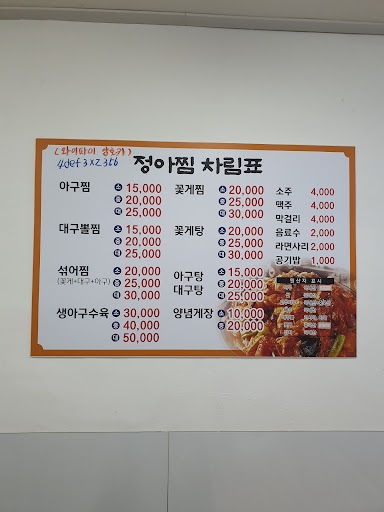 (와이파이 암호가)
4def3xz356
정아찜 차림표
아구찜 소 15,000
중 20,000
대 25,000
대구뽈찜 소 15,000
중 20,000
대 25,000
섞어찜 소 20,000
(꽃게+대구+아구) 중 25,000
대 30,000
생아구수육 소 30,000
중 40,000
대 50,000
꽃게찜 소 20,000
중 25,000
대 30,000
꽃게탕 소 20,000
중 25,000
대 30,000
아구탕 소 15,000
대구탕 중 20,000
대 25,000
양념게장 소 10,000
중 20,000
소주 4,000
맥주 4,000
막걸리 4,000
음료수 2,000
라면사리 2,000
공기밥 1,000
원산지 표시